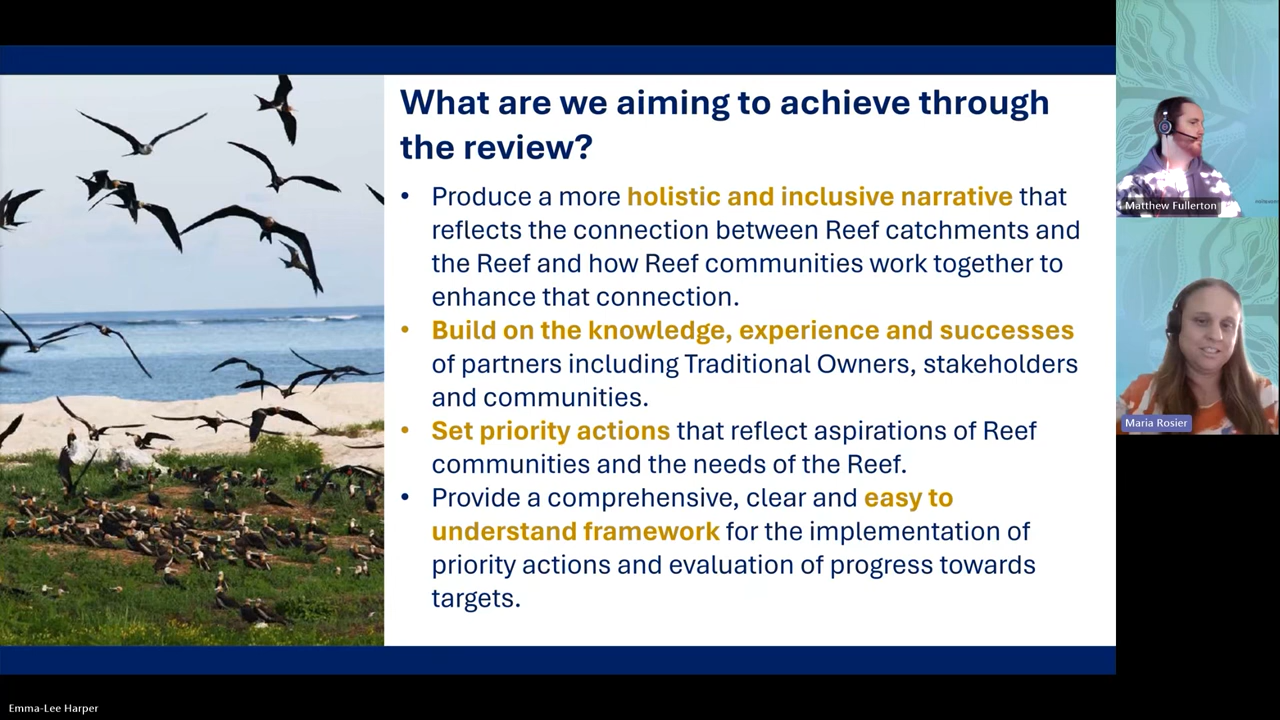 What are we aiming to achieve through
the review?
• Produce a more holistic and inclusive narrative that
reflects the connection between Reef catchments and
the Reef and how Reef communities work together to
enhance that connection.
• Build on the knowledge, experience and successes
of partners including Traditional Owners, stakeholders
and communities.
• Set priority actions that reflect aspirations of Reef
communities and the needs of the Reef.
• Provide a comprehensive, clear and easy to
understand framework for the implementation of
priority actions and evaluation of progress towards
targets.
Matthew Fullerton
Maria Rosier
Emma-Lee Harper